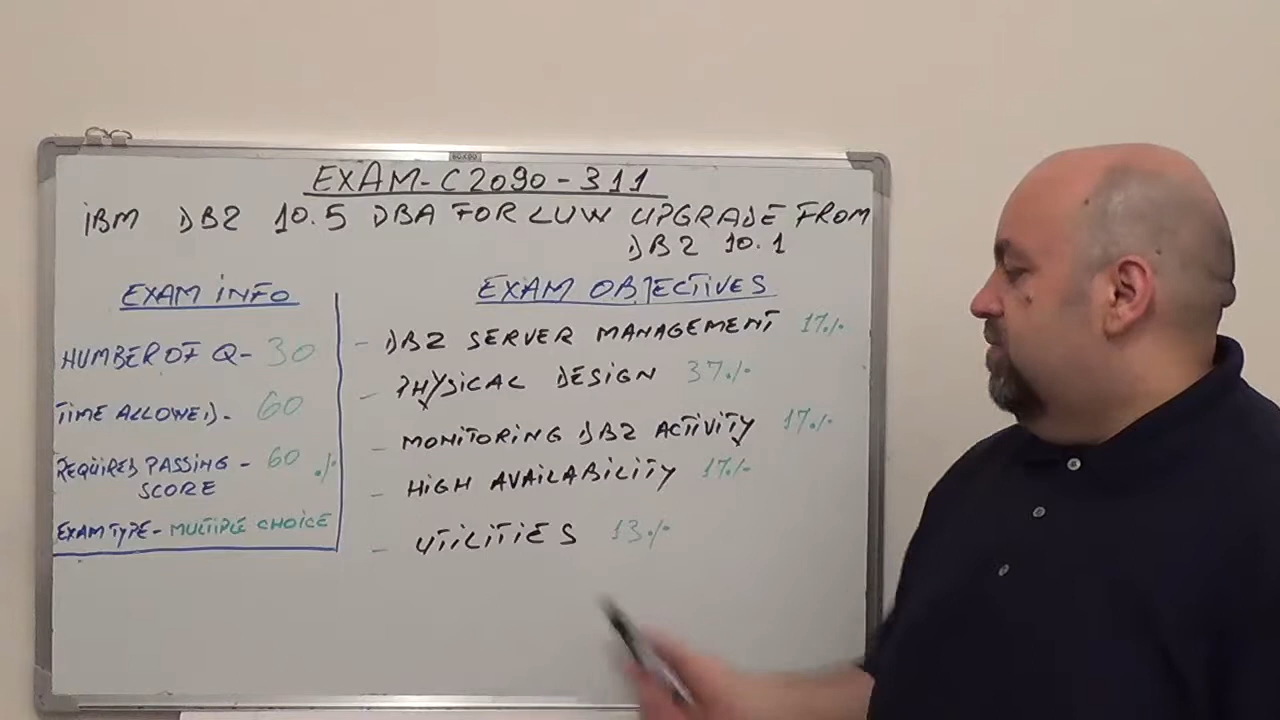 60X90
EXAM-C2090-311
iBM DB2 10.5 DBA FOR LUW UPGRADE FROM
DB2 10.1
EXAM iNFO
NUMBER OF Q- 30
TIME ALLOWED- 60
REQUiRED PASSiNG - 60 %
SCORE
EXAM TYPE- MULTIPLE CHOiCE
EXAM OBJECTiVES
- DB2 SERVER MANAGEMENT 17%
- PHYSiCAL DESiGN 37%
- MONiTORiNG DB2 ACTiViTY 17%
- HiGH AVAiLABiLiTY 17%
- UTiLiTiES 13%